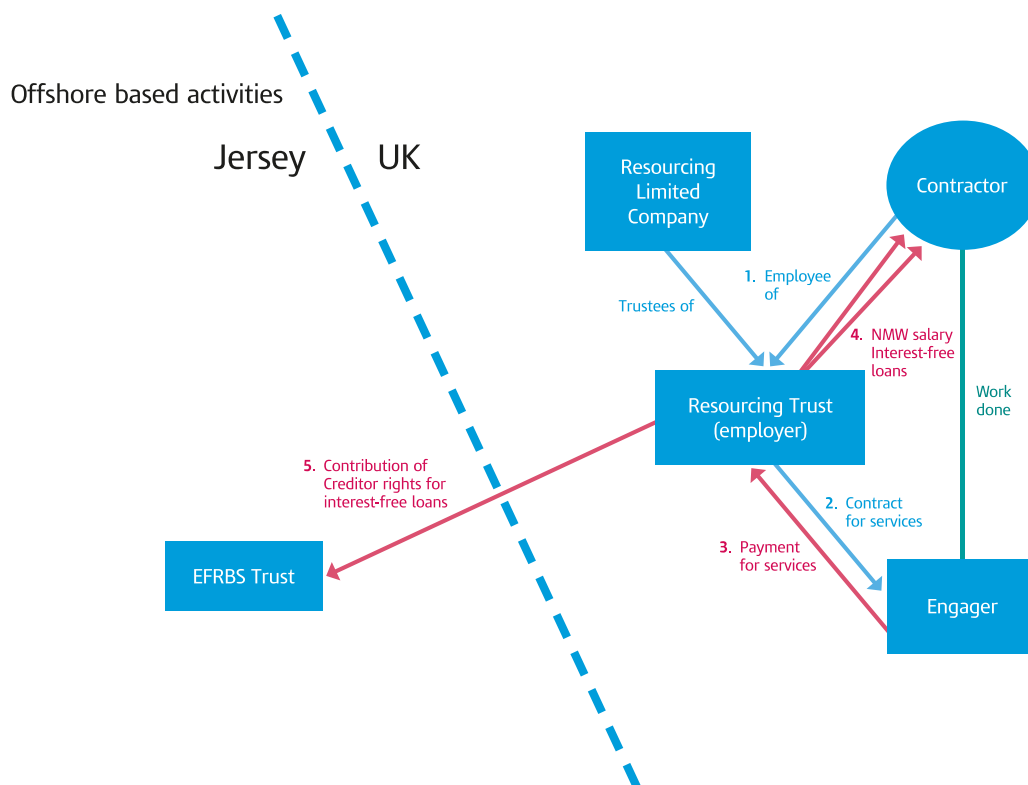 Offshore based activities
Jersey
UK
Resourcing
Limited
Company
Contractor
1. Employee
of
Trustees of
4. NMW salary
Interest-free
loans
Work
done
Resourcing Trust
(employer)
5. Contribution of
Creditor rights for
interest-free loans
2. Contract
for services
3. Payment
for services
EFRBS Trust
Engager